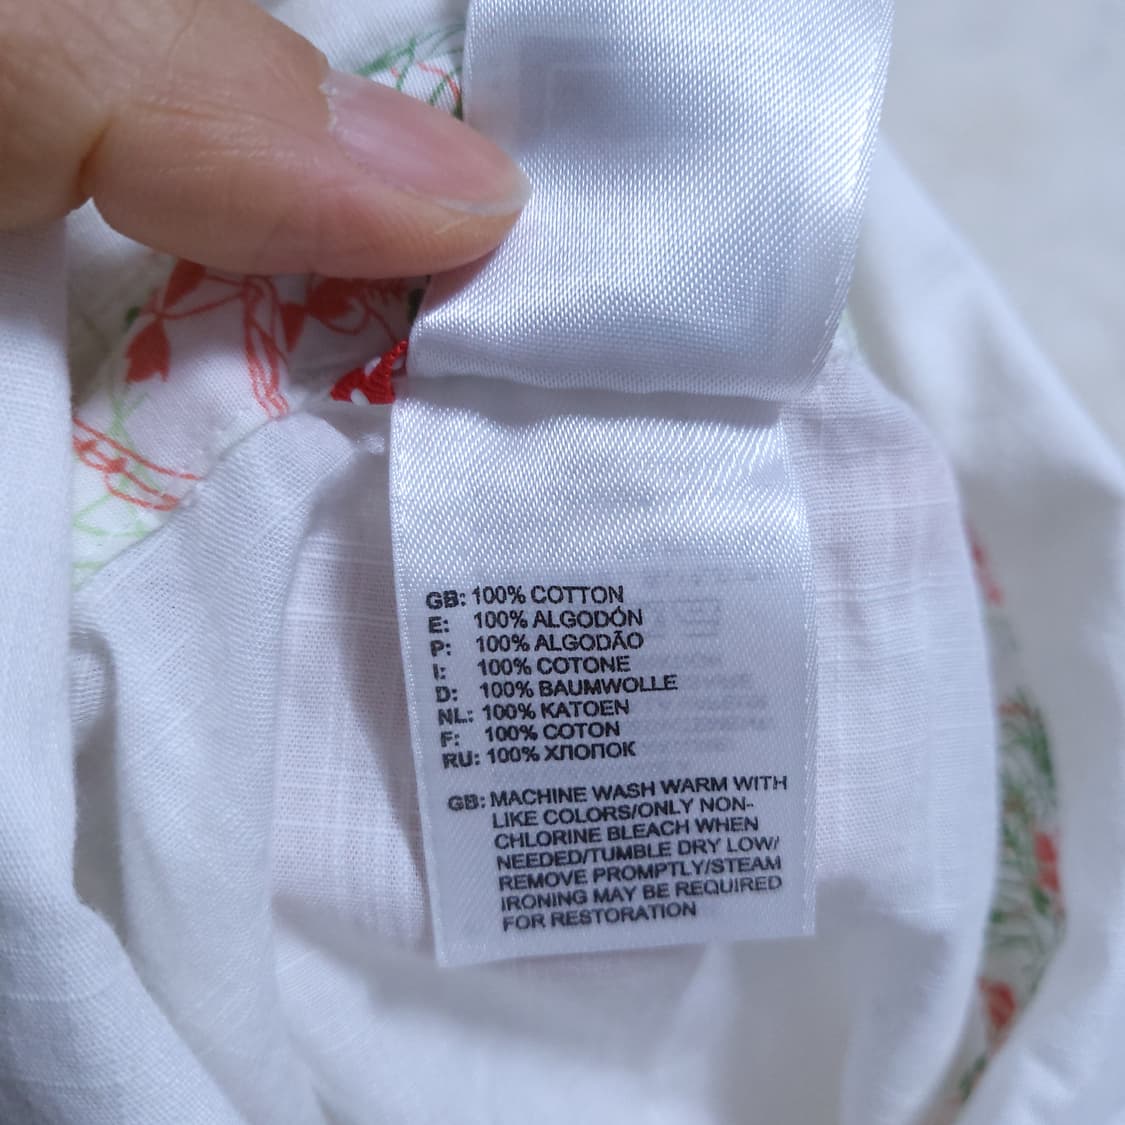 GB: 100% COTTON
E: 100% ALGODÓN
P: 100% ALGODÃO
I: 100% COTONE
D: 100% BAUMWOLLE
NL: 100% KATOEN
F: 100% COTON
RU: 100% ХЛОПОК
GB: MACHINE WASH WARM WITH
LIKE COLORS/ONLY NON-
CHLORINE BLEACH WHEN
NEEDED/TUMBLE DRY LOW/
REMOVE PROMPTLY/STEAM
IRONING MAY BE REQUIRED
FOR RESTORATION